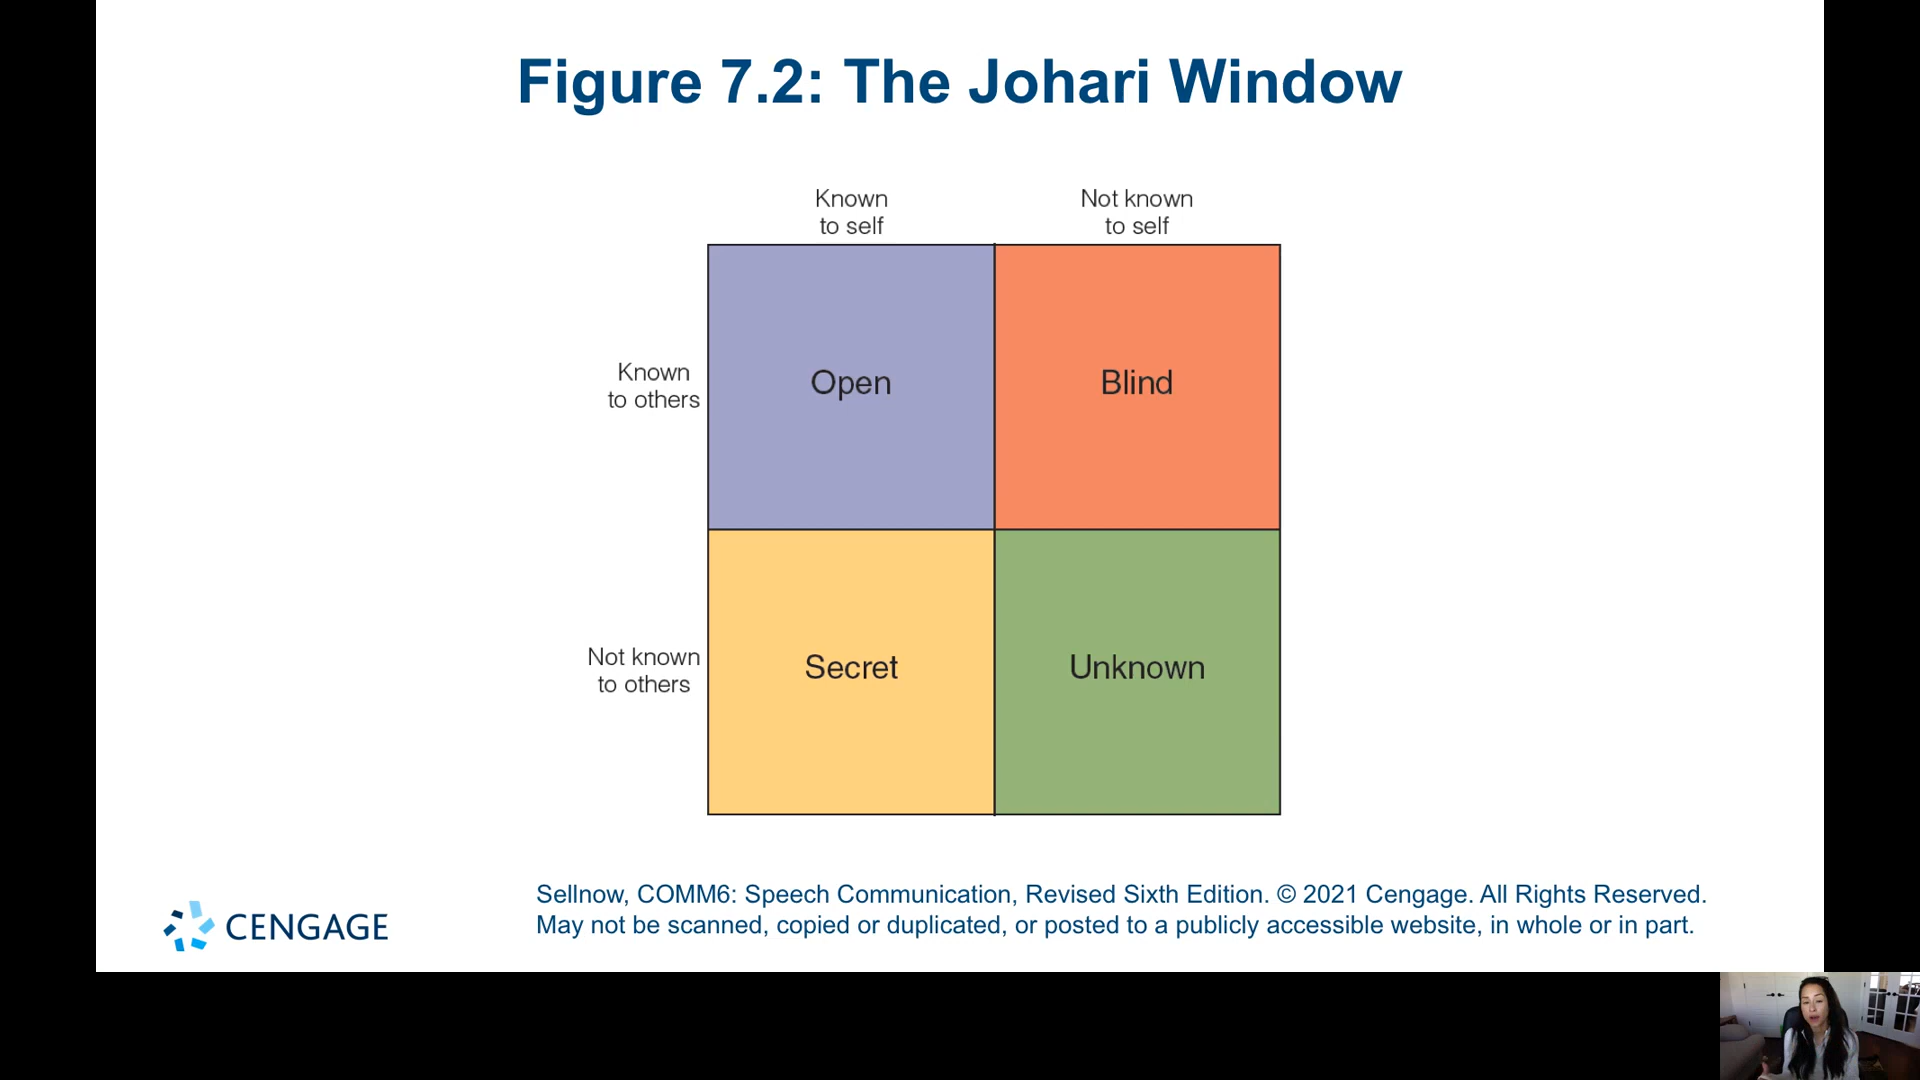 Figure 7.2: The Johari Window
Known
to self
Not known
to self
Known
to others
Open
Blind
Not known
to others
Secret
Unknown
CENGAGE
Sellnow, COMM6: Speech Communication, Revised Sixth Edition. © 2021 Cengage. All Rights Reserved.
May not be scanned, copied or duplicated, or posted to a publicly accessible website, in whole or in part.